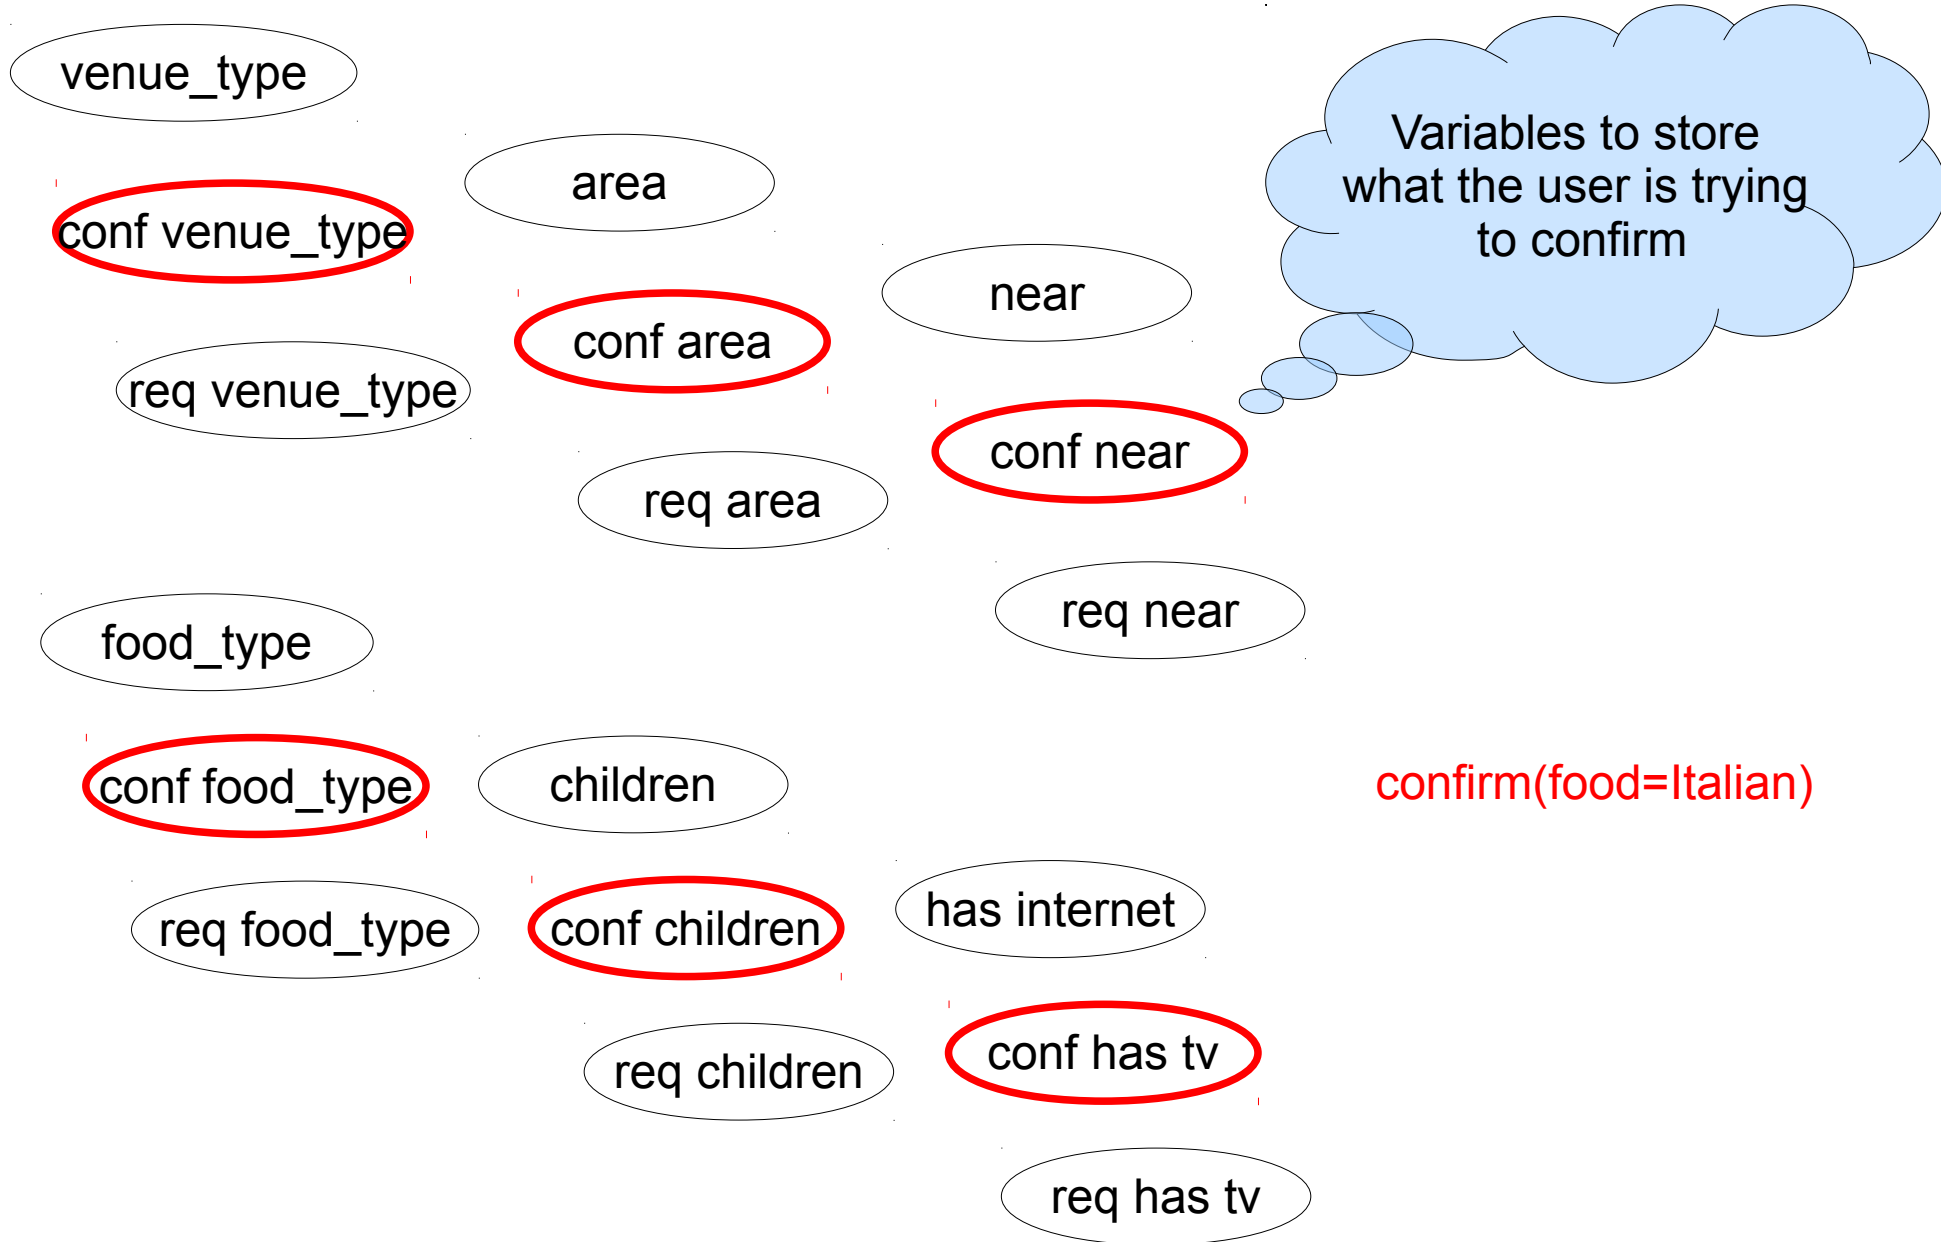 venue_type
Variables to store
what the user is trying
to confirm
area
conf venue_type
near
conf area
req venue_type
conf near
req area
req near
food_type
conf food_type
children
confirm(food=Italian)
has internet
req food_type
conf children
conf has tv
req children
req has tv